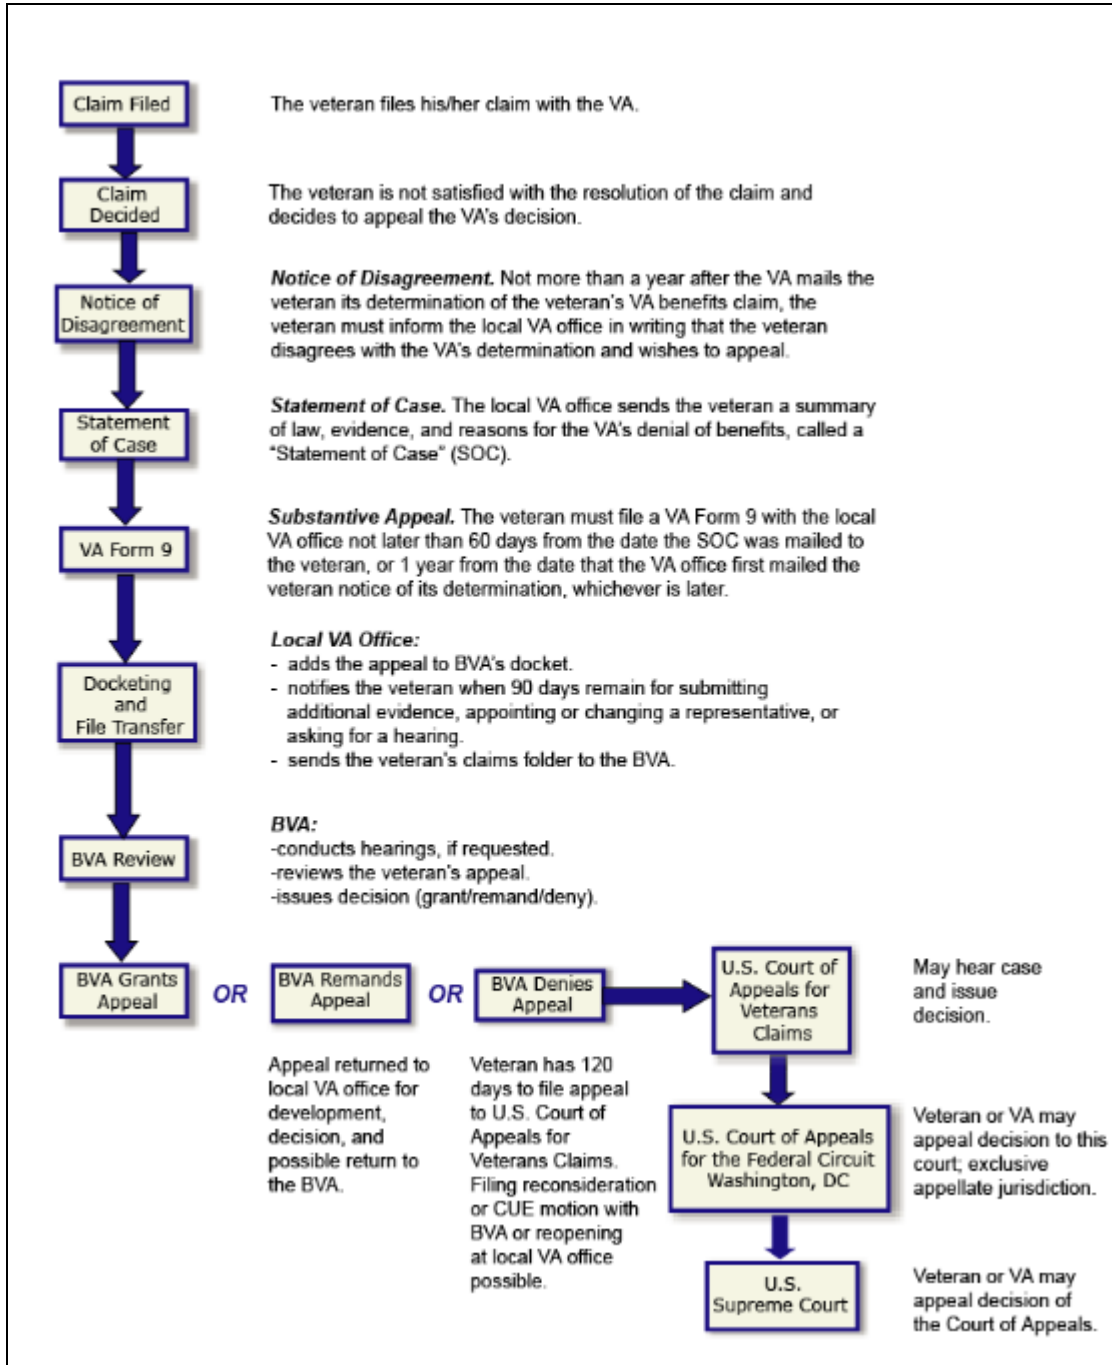 Claim Filed
The veteran files his/her claim with the VA.
Claim
Decided
The veteran is not satisfied with the resolution of the claim and
decides to appeal the VA's decision.
Notice of
Disagreement
Notice of Disagreement. Not more than a year after the VA mails the
veteran its determination of the veteran's VA benefits claim, the
veteran must inform the local VA office in writing that the veteran
disagrees with the VA's determination and wishes to appeal.
Statement
of Case
Statement of Case. The local VA office sends the veteran a summary
of law, evidence, and reasons for the VA's denial of benefits, called a
"Statement of Case" (SOC).
VA Form 9
Substantive Appeal. The veteran must file a VA Form 9 with the local
VA office not later than 60 days from the date the SOC was mailed to
the veteran, or 1 year from the date that the VA office first mailed the
veteran notice of its determination, whichever is later.
Docketing
and
File Transfer
Local VA Office:
- adds the appeal to BVA's docket.
- notifies the veteran when 90 days remain for submitting
additional evidence, appointing or changing a representative, or
asking for a hearing.
- sends the veteran's claims folder to the BVA.
BVA Review
BVA:
-conducts hearings, if requested.
-reviews the veteran's appeal.
-issues decision (grant/remand/deny).
BVA Grants
Appeal
OR
BVA Remands
Appeal
OR
BVA Denies
Appeal
U.S. Court of
Appeals for
Veterans
Claims
May hear case
and issue
decision.
Appeal returned to
local VA office for
development,
decision, and
possible return to
the BVA.
Veteran has 120
days to file appeal
to U.S. Court of
Appeals for
Veterans Claims.
Filing reconsideration
or CUE motion with
BVA or reopening
at local VA office
possible.
U.S. Court of Appeals
for the Federal Circuit
Washington, DC
Veteran or VA may
appeal decision to this
court; exclusive
appellate jurisdiction.
U.S.
Supreme Court
Veteran or VA may
appeal decision of
the Court of Appeals.